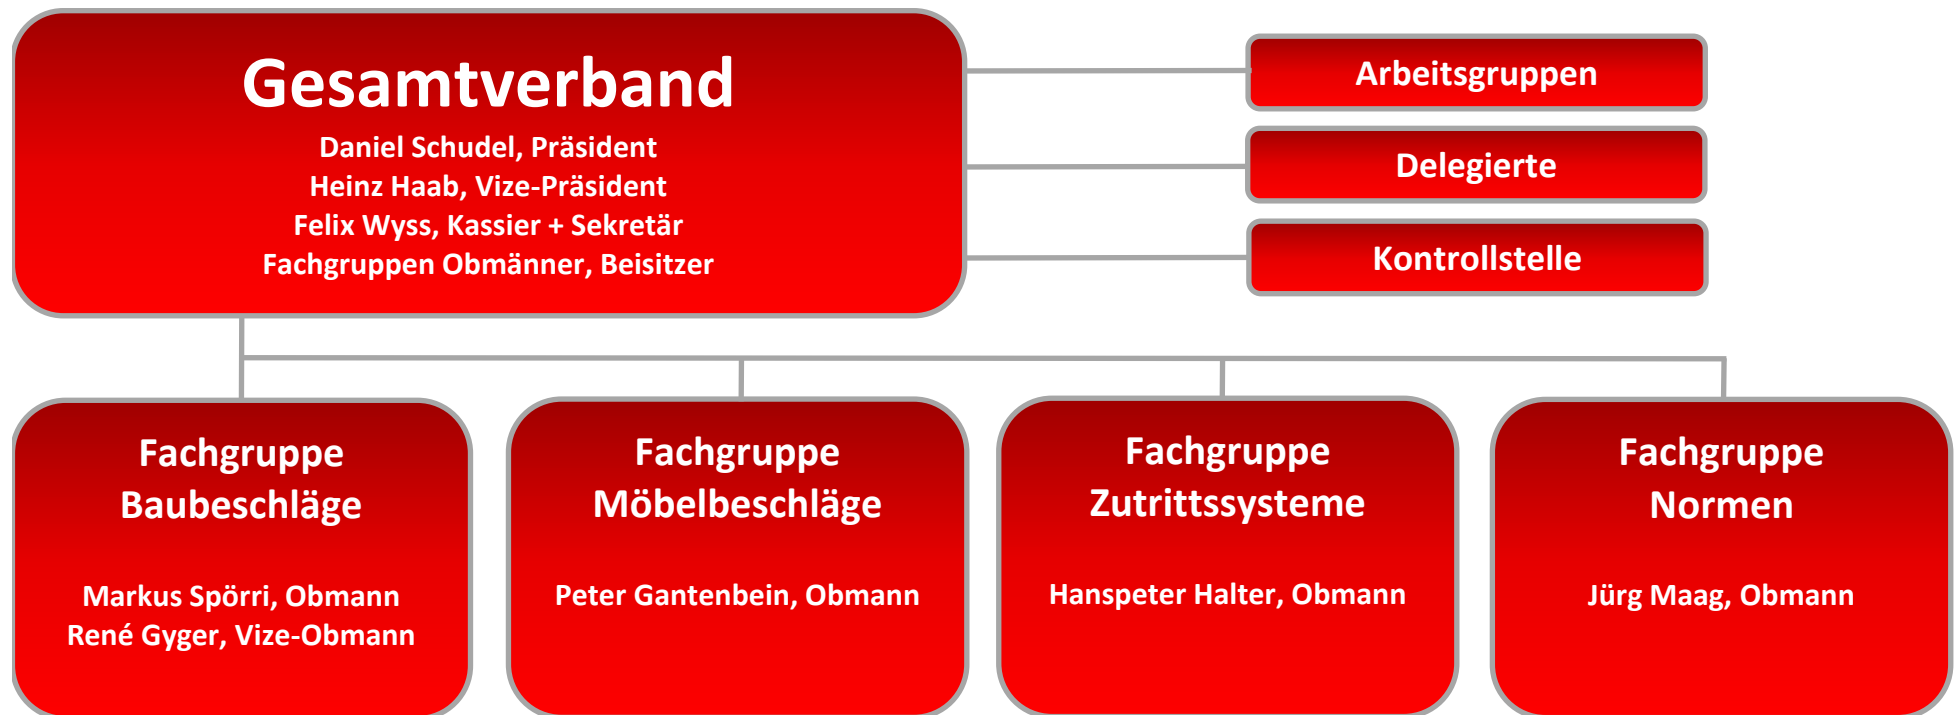 Gesamtverband
Daniel Schudel, Präsident
Heinz Haab, Vize-Präsident
Felix Wyss, Kassier + Sekretär
Fachgruppen Obmänner, Beisitzer
Arbeitsgruppen
Delegierte
Kontrollstelle
Fachgruppe
Baubeschläge
Markus Spörri, Obmann
René Gyger, Vize-Obmann
Fachgruppe
Möbelbeschläge
Peter Gantenbein, Obmann
Fachgruppe
Zutrittssysteme
Hanspeter Halter, Obmann
Fachgruppe
Normen
Jürg Maag, Obmann